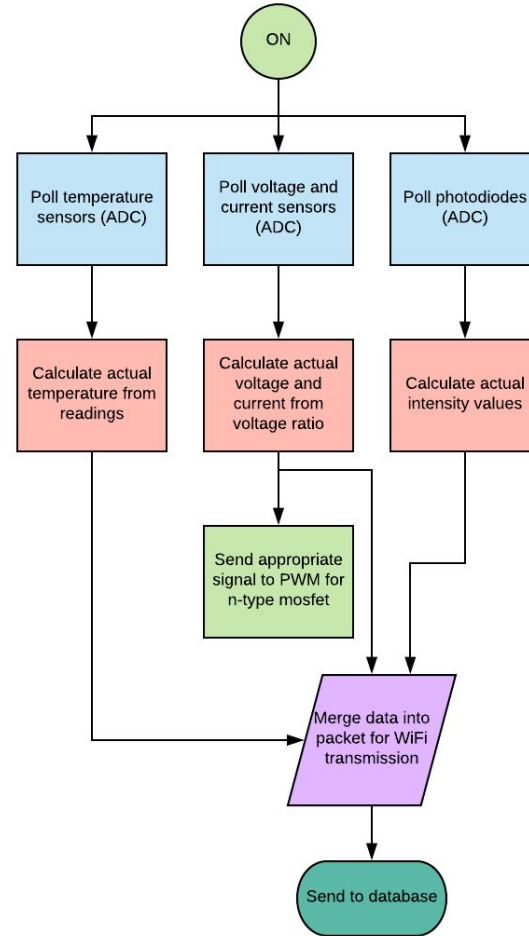 ON
Poll temperature
sensors (ADC)
Poll voltage and
current sensors
(ADC)
Poll photodiodes
(ADC)
Calculate actual
temperature from
readings
Calculate actual
voltage and
current from
voltage ratio
Calculate actual
intensity values
Send appropriate
signal to PWM for
n-type mosfet
Merge data into
packet for WiFi
transmission
Send to database